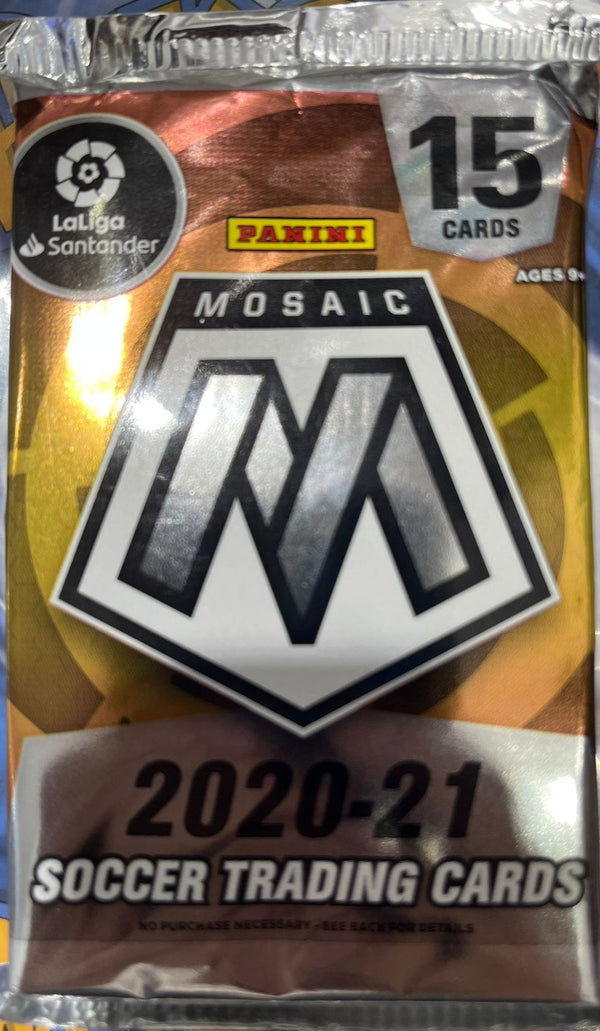 15
CARDS
LaLiga
Santander
PANINI
AGES 9+
MOSAIC
M
2020-21
SOCCER TRADING CARDS
NO PURCHASE NECESSARY - SEE BACK FOR DETAILS